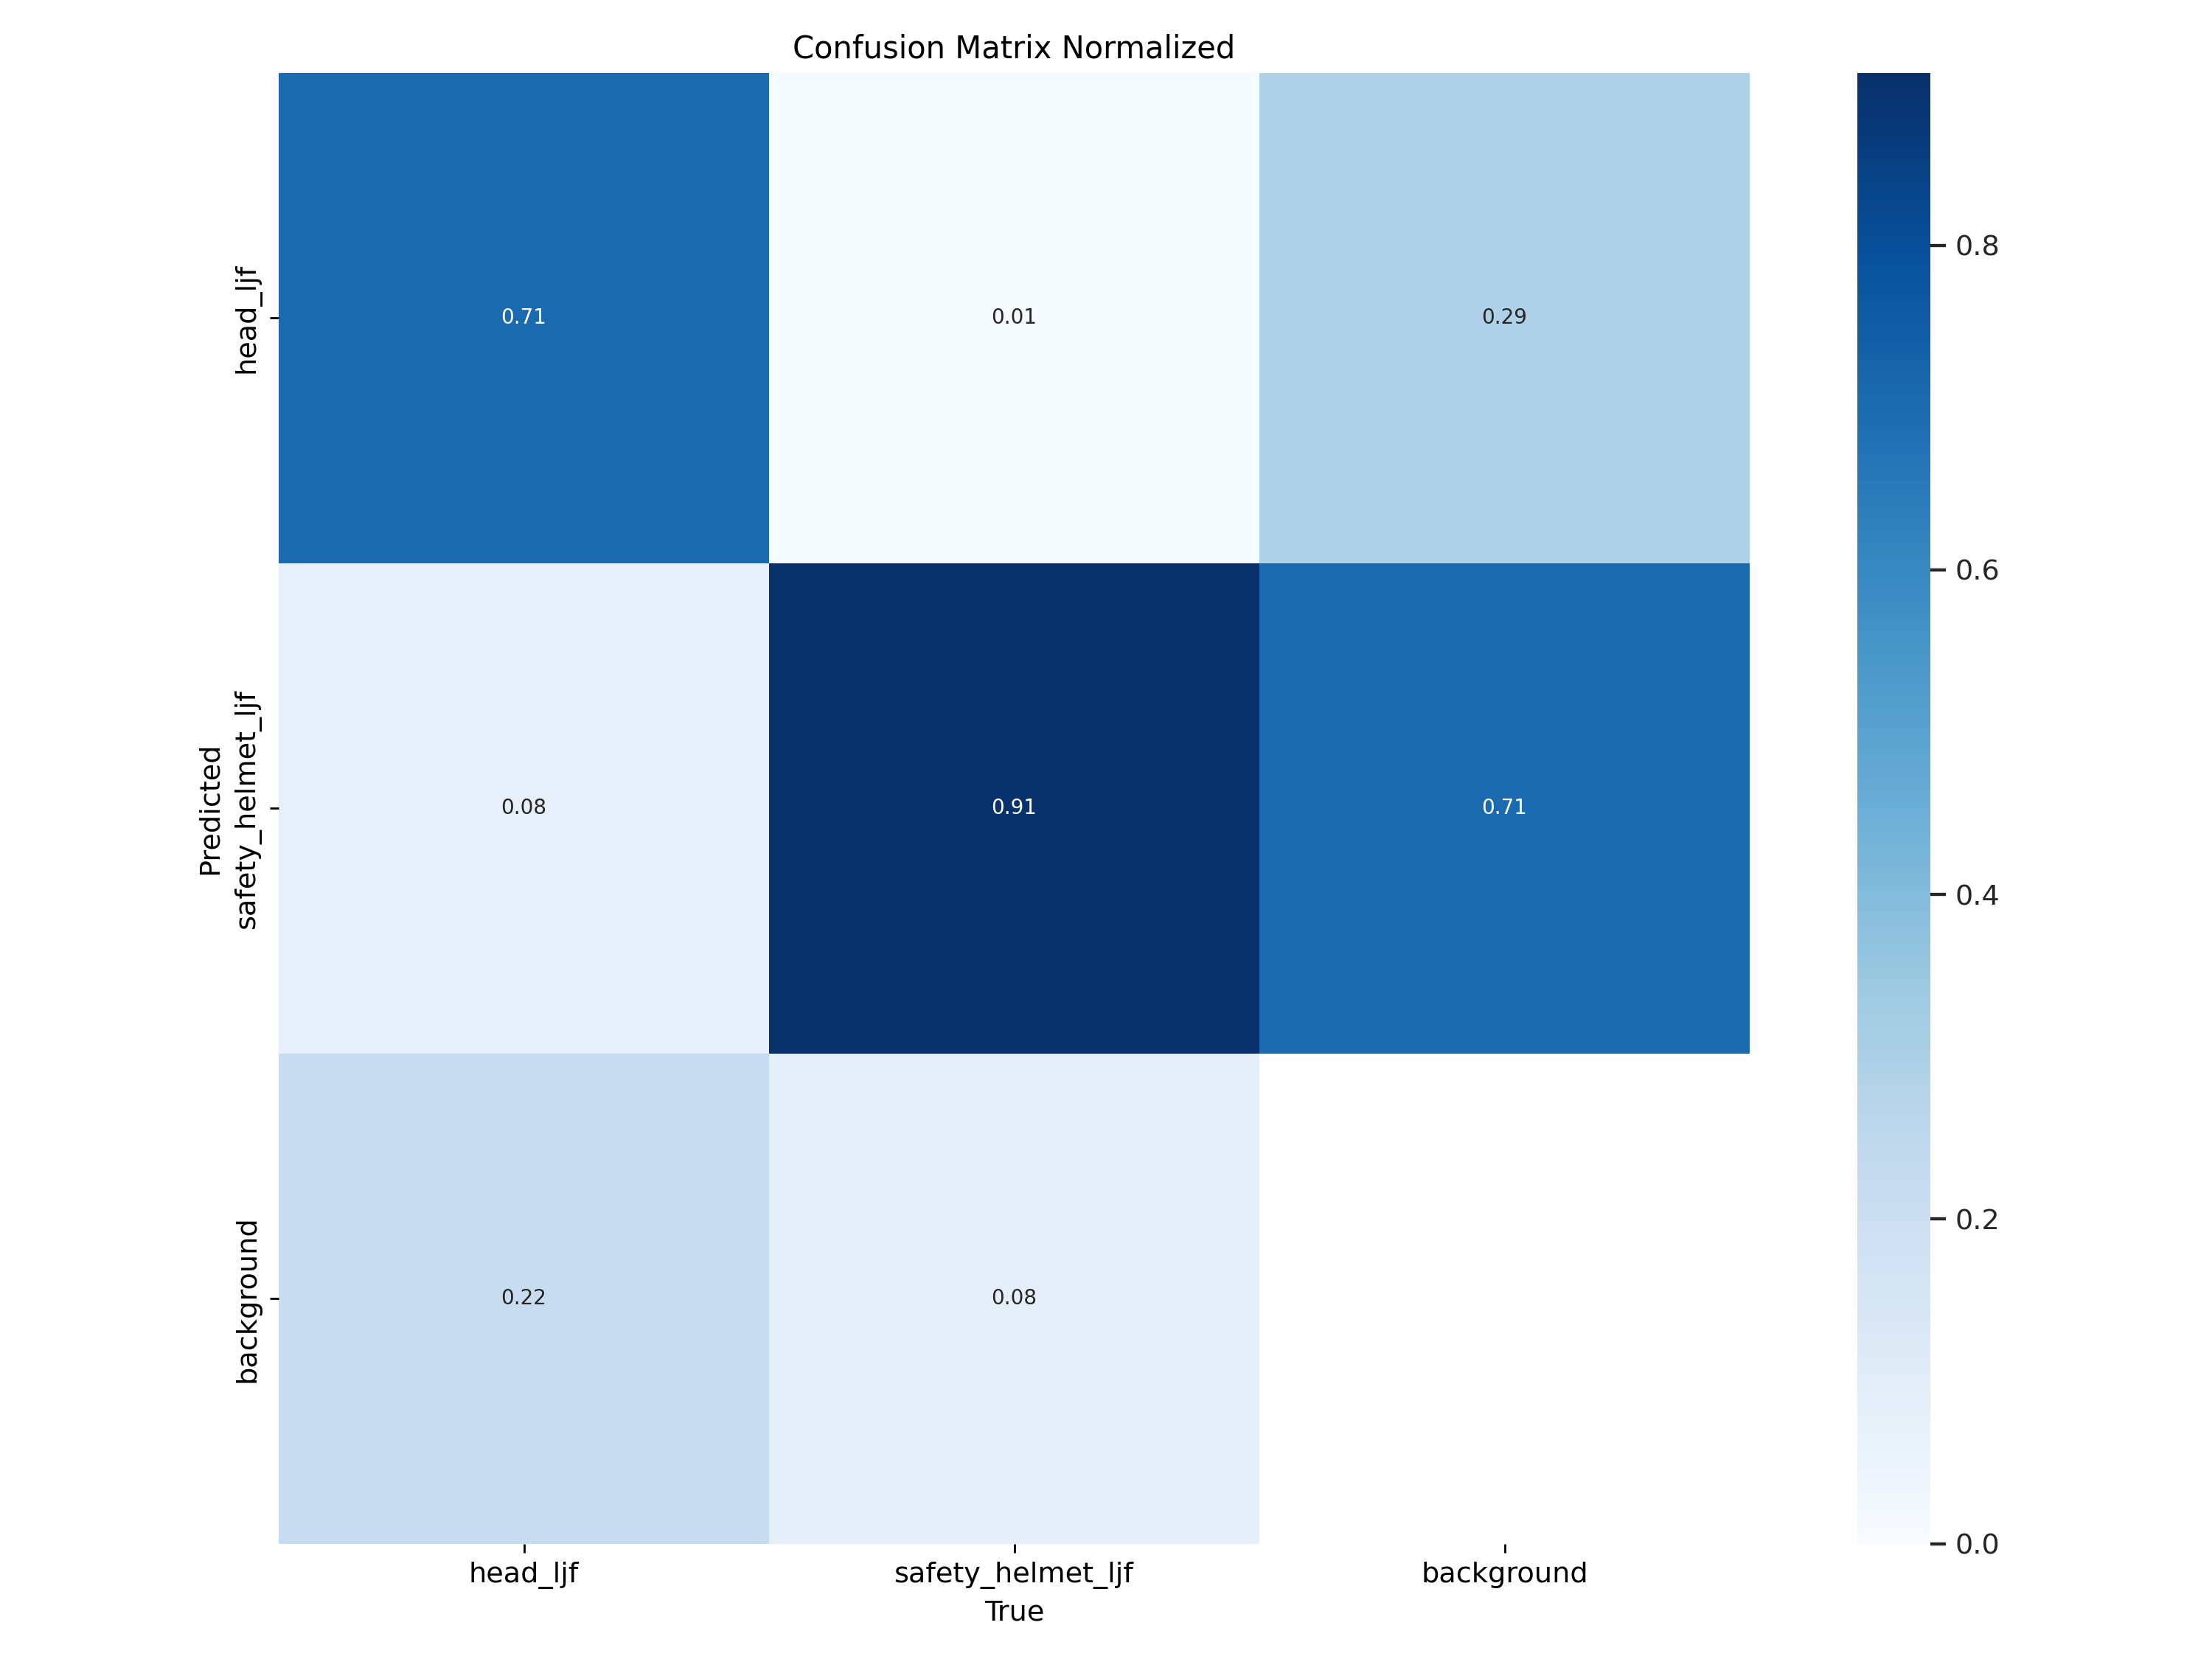 Confusion Matrix Normalized
head_ljf
0.71
0.01
0.29
Predicted
safety_helmet_ljf
0.08
0.91
0.71
background
0.22
0.08
head_ljf
safety_helmet_ljf
background
True
0.8
0.6
0.4
0.2
0.0